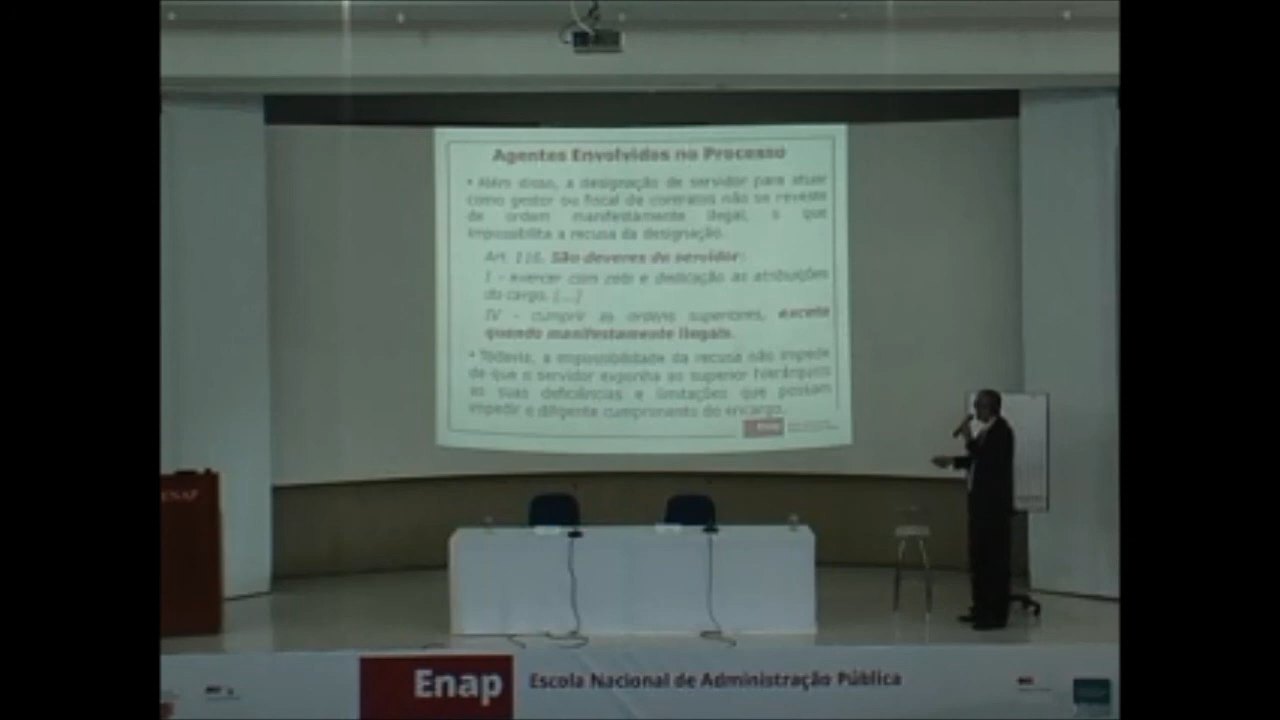 Agentes Envolvidos no Processo
• Além disso, a designação de servidor para atuar
como gestor ou fiscal de contratos não se reveste
de ordem manifestamente ilegal, o que
impossibilita a recusa da designação.
Art. 116. São deveres do servidor:
I - exercer com zelo e dedicação as atribuições
do cargo. [...]
IV - cumprir as ordens superiores, exceto
quando manifestamente ilegais.
• Todavia, a impossibilidade da recusa não impede
de que o servidor exponha ao superior hierárquico
as suas deficiências e limitações que possam
impedir o diligente cumprimento do encargo.
Enap
ENAP
Enap Escola Nacional de Administração Pública